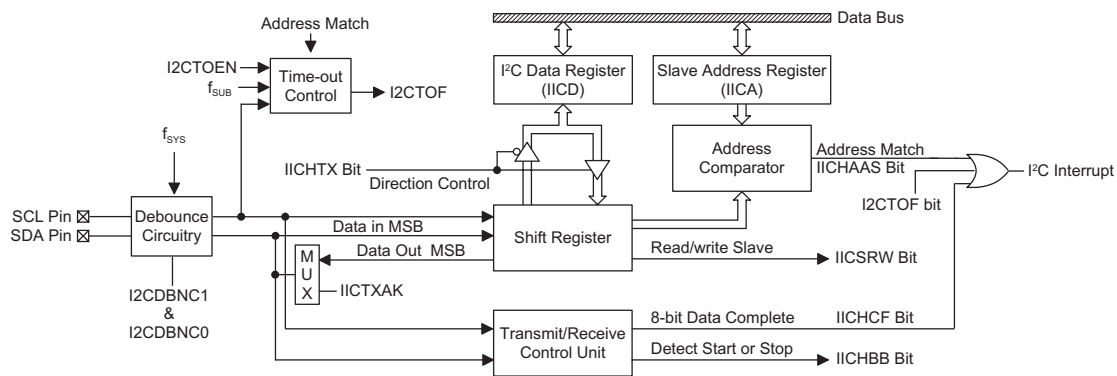 Data Bus
Address Match
I2CTOEN
fSUB
Time-out
Control
I2CTOF
I²C Data Register
(IICD)
Slave Address Register
(IICA)
fSYS
IICHTX Bit
Direction Control
Address
Comparator
Address Match
IICHAAS Bit
I2CTOF bit
I²C Interrupt
SCL Pin
SDA Pin
Debounce
Circuitry
Data in MSB
Data Out MSB
Shift Register
Read/write Slave
IICSRW Bit
M
U
X
IICTXAK
I2CDBNC1
&
I2CDBNC0
Transmit/Receive
Control Unit
8-bit Data Complete
IICHCF Bit
Detect Start or Stop
IICHBB Bit